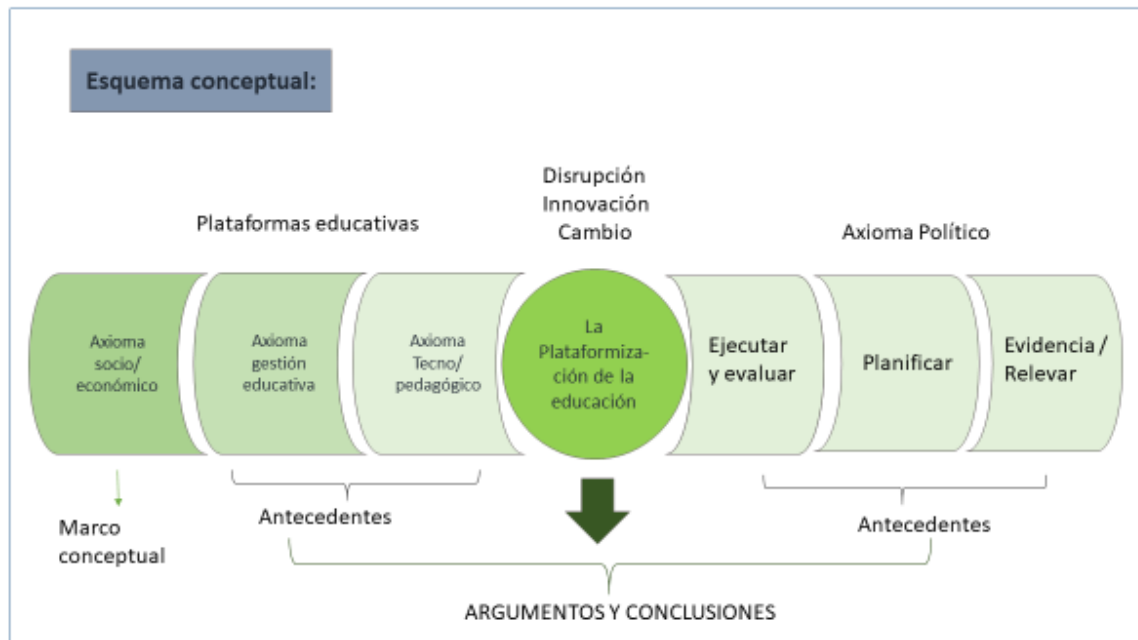 Esquema conceptual:
Disrupción
Innovación
Cambio
Plataformas educativas
Axioma Político
Axioma
socio/
económico
Axioma
gestión
educativa
Axioma
Tecno/
pedagógico
La
Plataformiza-
ción de la
educación
Ejecutar
y evaluar
Planificar
Evidencia /
Relevar
Marco
conceptual
Antecedentes
Antecedentes
ARGUMENTOS Y CONCLUSIONES